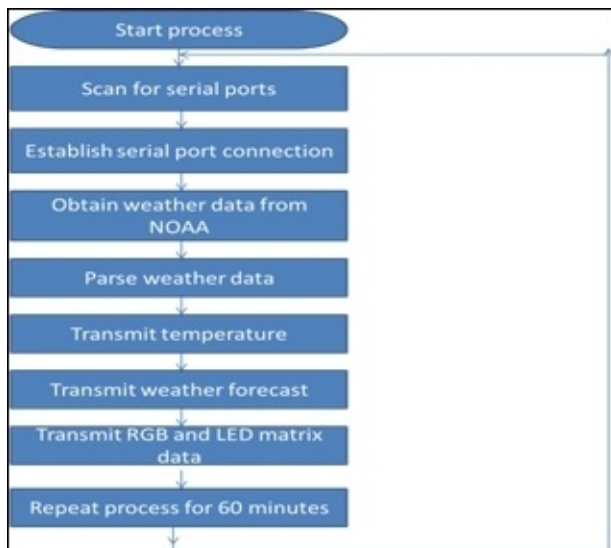 Start process
Scan for serial ports
Establish serial port connection
Obtain weather data from
NOAA
Parse weather data
Transmit temperature
Transmit weather forecast
Transmit RGB and LED matrix
data
Repeat process for 60 minutes